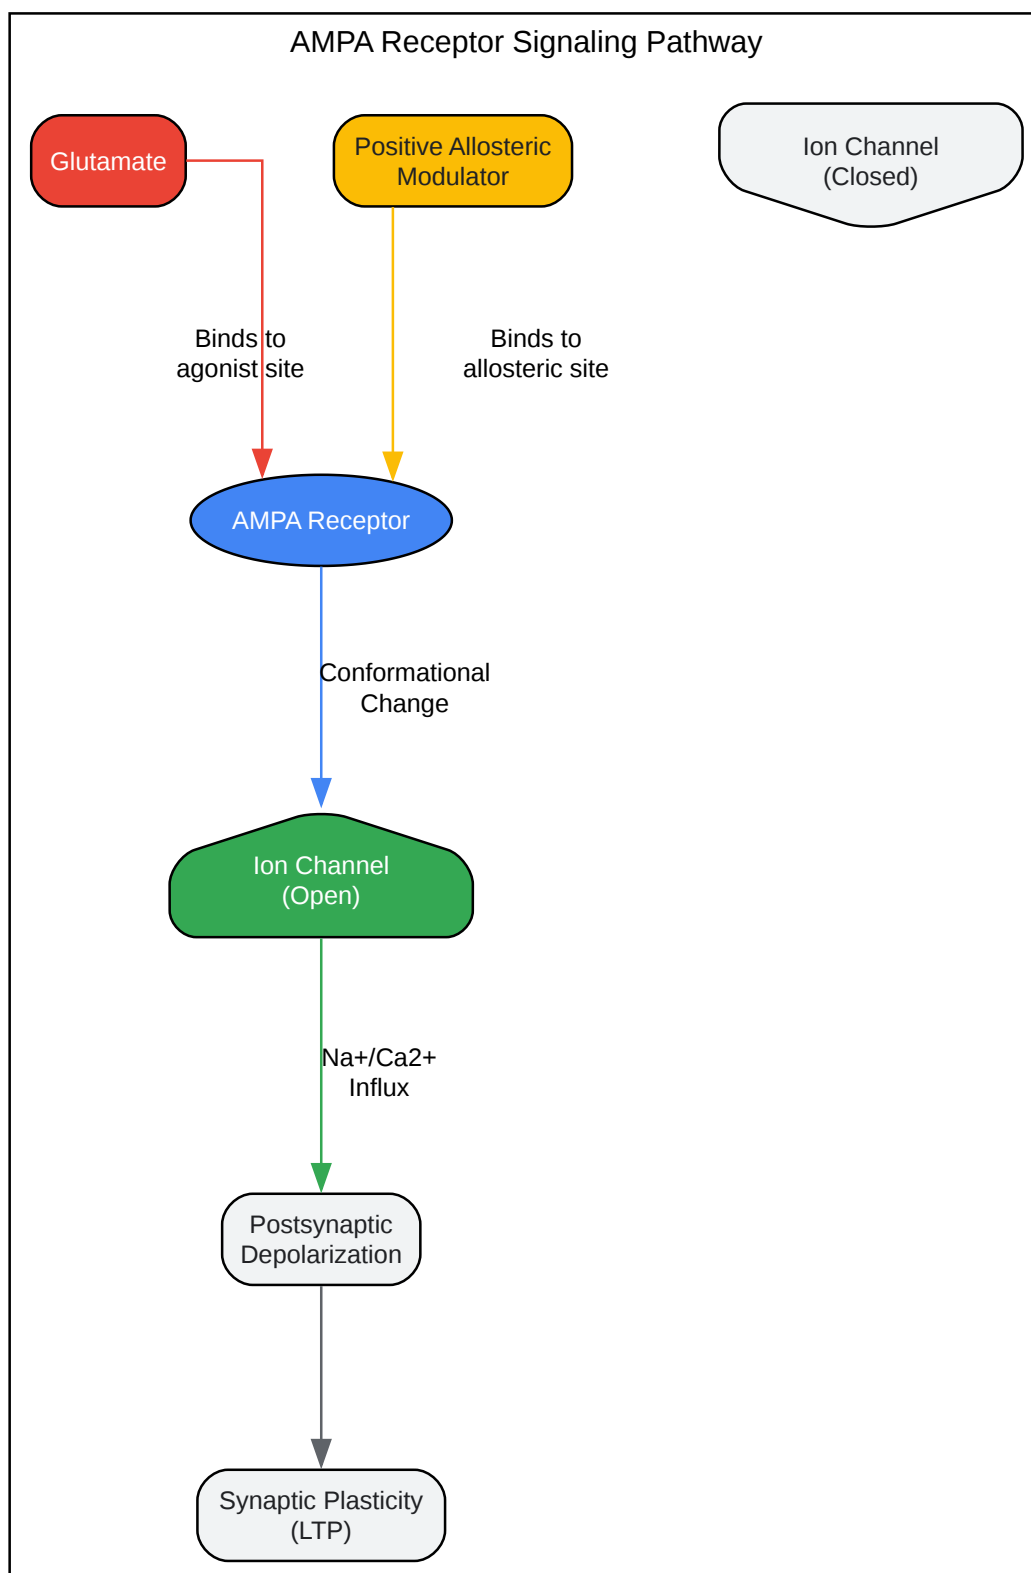 AMPA Receptor Signaling Pathway
Glutamate
Positive Allosteric
Modulator
Ion Channel
(Closed)
Binds to
agonist site
Binds to
allosteric site
AMPA Receptor
Conformational
Change
Ion Channel
(Open)
Na+/Ca2+
Influx
Postsynaptic
Depolarization
Synaptic Plasticity
(LTP)